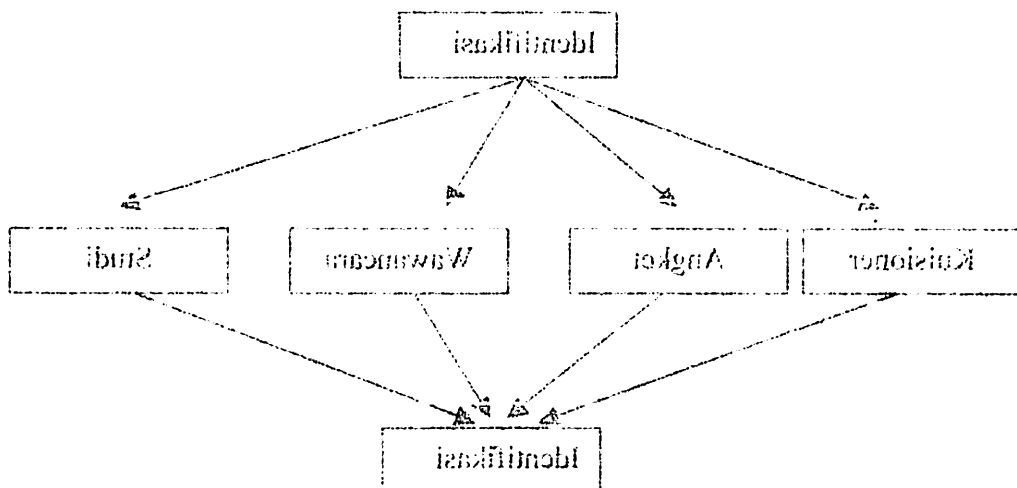 Identifikasi
Studi
Wawancara
Angket
Kuisioner
Identifikasi